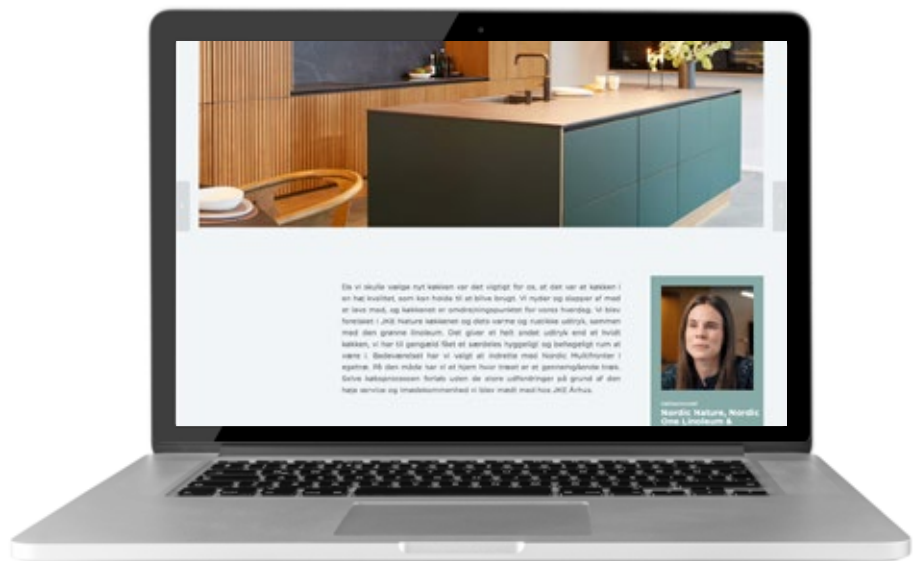 Da vi skulle vælge nyt køkken var det vigtigt for os, at det var et køkken i
en høj kvalitet, som kan holde til at blive brugt. Vi nyder og slapper af med
at lave mad, og køkkenet er omdrejningspunktet for vores hverdag. Vi blev
forelsket i JKE Nature køkkenet og dets varme og rustikke udtryk, sammen
med den grønne linoleum. Det giver et helt andet udtryk end et hvidt
køkken, vi har til gengæld fået et særdeles hyggeligt og behageligt rum at
være i. Badeværelset har vi valgt at indrette med Nordic Multifronter i
egetræ. På den måde har vi et hjem hvor træet er et gennemgående træk.
Selve købsprocessen forløb uden de store udfordringer på grund af den
høje service og imødekommenhed vi blev mødt med hos JKE Århus.
Nordic Nature, Nordic
One Linoleum &